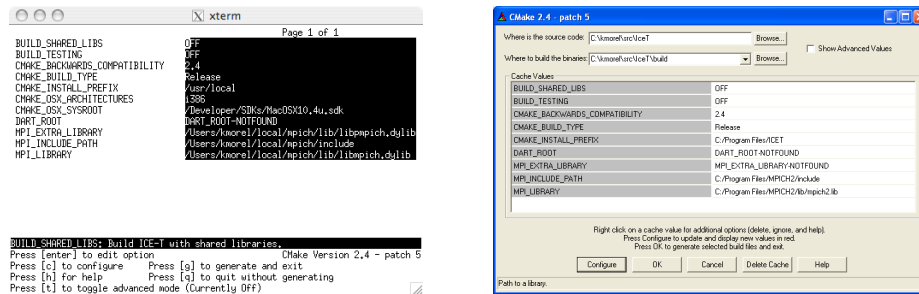 xterm
Page 1 of 1
BUILD_SHARED_LIBS OFF
BUILD_TESTING OFF
CMAKE_BACKWARDS_COMPATIBILITY 2.4
CMAKE_BUILD_TYPE Release
CMAKE_INSTALL_PREFIX /usr/local
CMAKE_OSX_ARCHITECTURES i386
CMAKE_OSX_SYSROOT /Developer/SDKs/MacOSX10.4u.sdk
DART_ROOT DART_ROOT-NOTFOUND
MPI_EXTRA_LIBRARY /Users/kmorel/local/mpich/lib/libpmpich.dylib
MPI_INCLUDE_PATH /Users/kmorel/local/mpich/include
MPI_LIBRARY /Users/kmorel/local/mpich/lib/libmpich.dylib
BUILD_SHARED_LIBS: Build ICE-T with shared libraries.
Press [enter] to edit option CMake Version 2.4 - patch 5
Press [c] to configure Press [g] to generate and exit
Press [h] for help Press [q] to quit without generating
Press [t] to toggle advanced mode (Currently Off)
CMake 2.4 - patch 5
Where is the source code: C:\kmorel\src\IceT Browse...
Show Advanced Values
Where to build the binaries: C:\kmorel\src\IceT\build Browse...
Cache Values
BUILD_SHARED_LIBS OFF
BUILD_TESTING OFF
CMAKE_BACKWARDS_COMPATIBILITY 2.4
CMAKE_BUILD_TYPE Release
CMAKE_INSTALL_PREFIX C:/Program Files/ICET
DART_ROOT DART_ROOT-NOTFOUND
MPI_EXTRA_LIBRARY MPI_EXTRA_LIBRARY-NOTFOUND
MPI_INCLUDE_PATH C:/Program Files/MPICH2/include
MPI_LIBRARY C:/Program Files/MPICH2/lib/mpich2.lib
Right click on a cache value for additional options (delete, ignore, and help).
Press Configure to update and display new values in red.
Press OK to generate selected build files and exit.
Configure OK Cancel Delete Cache Help
Path to a library.